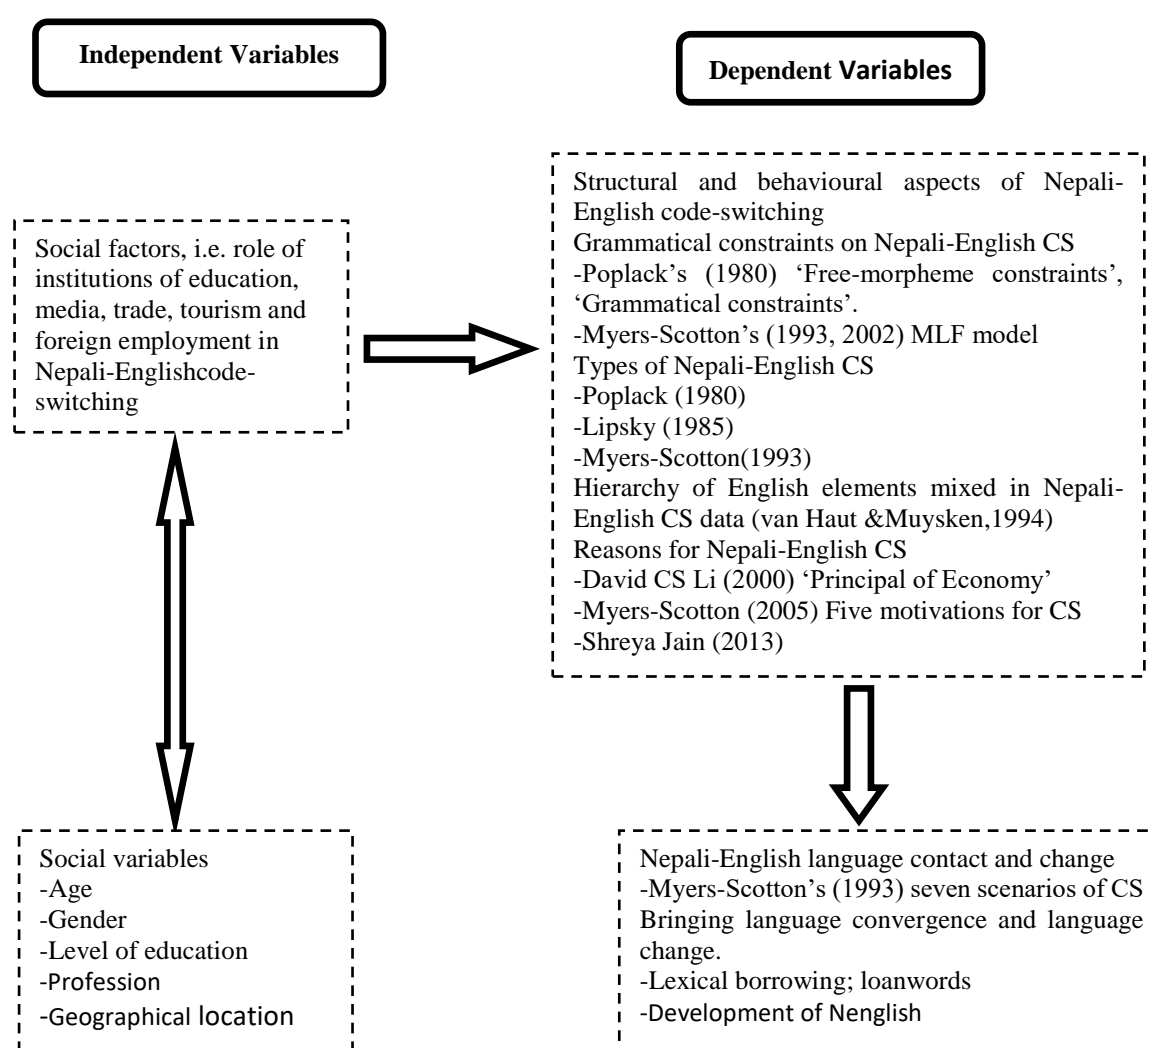 Independent Variables
Dependent Variables
Social factors, i.e. role of
institutions of education,
media, trade, tourism and
foreign employment in
Nepali-Englishcode-
switching
Structural and behavioural aspects of Nepali-
English code-switching
Grammatical constraints on Nepali-English CS
-Poplack’s (1980) ‘Free-morpheme constraints’,
‘Grammatical constraints’.
-Myers-Scotton’s (1993, 2002) MLF model
Types of Nepali-English CS
-Poplack (1980)
-Lipsky (1985)
-Myers-Scotton(1993)
Hierarchy of English elements mixed in Nepali-
English CS data (van Haut &Muysken,1994)
Reasons for Nepali-English CS
-David CS Li (2000) ‘Principal of Economy’
-Myers-Scotton (2005) Five motivations for CS
-Shreya Jain (2013)
Social variables
-Age
-Gender
-Level of education
-Profession
-Geographical location
Nepali-English language contact and change
-Myers-Scotton’s (1993) seven scenarios of CS
Bringing language convergence and language
change.
-Lexical borrowing; loanwords
-Development of Nenglish